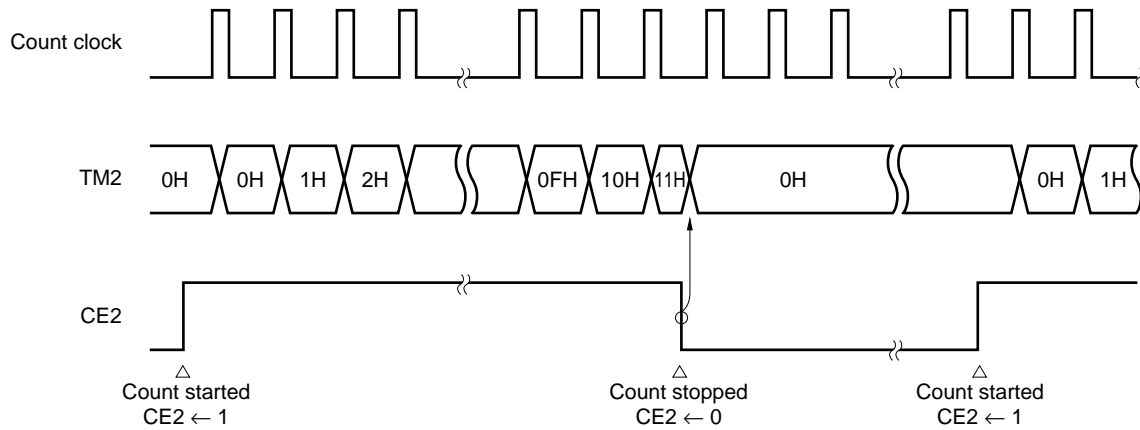 Count clock
TM2
0H 0H 1H 2H 0FH 10H 11H 0H 0H 1H
CE2
Count started Count stopped Count started
CE2 ← 1 CE2 ← 0 CE2 ← 1